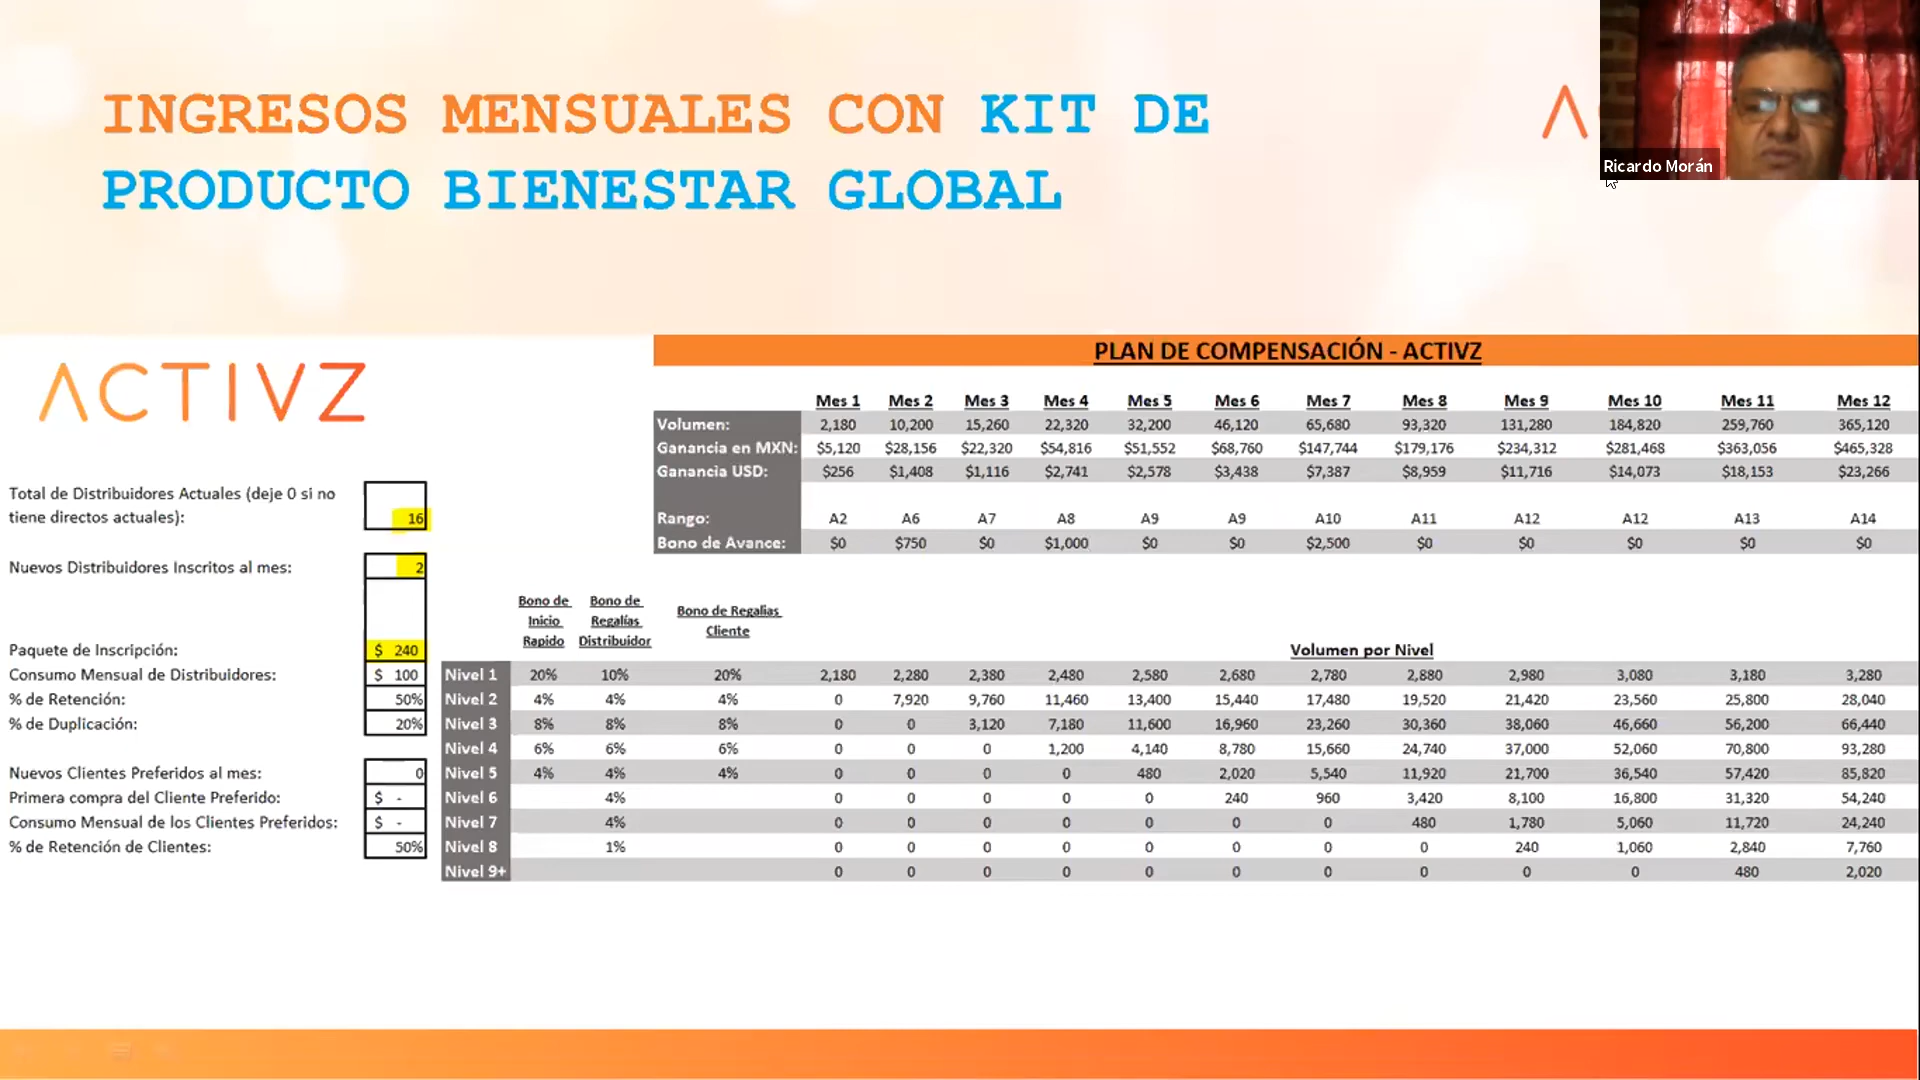 INGRESOS MENSUALES CON KIT DE
PRODUCTO BIENESTAR GLOBAL
Ricardo Morán
ACTIVZ
PLAN DE COMPENSACIÓN - ACTIVZ
Mes 1 Mes 2 Mes 3 Mes 4 Mes 5 Mes 6 Mes 7 Mes 8 Mes 9 Mes 10 Mes 11 Mes 12
Volumen: 2,180 10,200 15,260 22,320 32,200 46,120 65,680 93,320 131,280 184,820 259,760 365,120
Ganancia en MXN: $5,120 $28,156 $22,320 $54,816 $51,552 $68,760 $147,744 $179,176 $234,312 $281,468 $363,056 $465,328
Ganancia USD: $256 $1,408 $1,116 $2,741 $2,578 $3,438 $7,387 $8,959 $11,716 $14,073 $18,153 $23,266
Rango: A2 A6 A7 A8 A9 A9 A10 A11 A12 A12 A13 A14
Bono de Avance: $0 $750 $0 $1,000 $0 $0 $2,500 $0 $0 $0 $0 $0
Total de Distribuidores Actuales (deje 0 si no
tiene directos actuales): 16
Nuevos Distribuidores Inscritos al mes: 2
Paquete de Inscripción: $ 240
Consumo Mensual de Distribuidores: $ 100
% de Retención: 50%
% de Duplicación: 20%
Nuevos Clientes Preferidos al mes: 0
Primera compra del Cliente Preferido: $ -
Consumo Mensual de los Clientes Preferidos: $ -
% de Retención de Clientes: 50%
Bono de
Inicio
Rapido
Bono de
Regalías
Distribuidor
Bono de Regalias
Cliente
Volumen por Nivel
Nivel 1 20% 10% 20% 2,180 2,280 2,380 2,480 2,580 2,680 2,780 2,880 2,980 3,080 3,180 3,280
Nivel 2 4% 4% 4% 0 7,920 9,760 11,460 13,400 15,440 17,480 19,520 21,420 23,560 25,800 28,040
Nivel 3 8% 8% 8% 0 0 3,120 7,180 11,600 16,960 23,260 30,360 38,060 46,660 56,200 66,440
Nivel 4 6% 6% 6% 0 0 0 1,200 4,140 8,780 15,660 24,740 37,000 52,060 70,800 93,280
Nivel 5 4% 4% 4% 0 0 0 0 480 2,020 5,540 11,920 21,700 36,540 57,420 85,820
Nivel 6 4% 0 0 0 0 0 240 960 3,420 8,100 16,800 31,320 54,240
Nivel 7 4% 0 0 0 0 0 0 0 480 1,780 5,060 11,720 24,240
Nivel 8 1% 0 0 0 0 0 0 0 0 240 1,060 2,840 7,760
Nivel 9+ 0 0 0 0 0 0 0 0 0 0 480 2,020